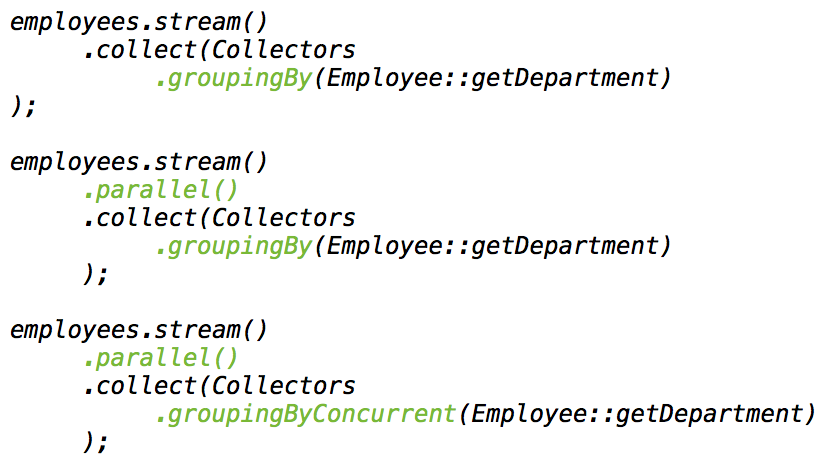 employees.stream()
.collect(Collectors
.groupingBy(Employee::getDepartment)
);
employees.stream()
.parallel()
.collect(Collectors
.groupingBy(Employee::getDepartment)
);
employees.stream()
.parallel()
.collect(Collectors
.groupingByConcurrent(Employee::getDepartment)
);